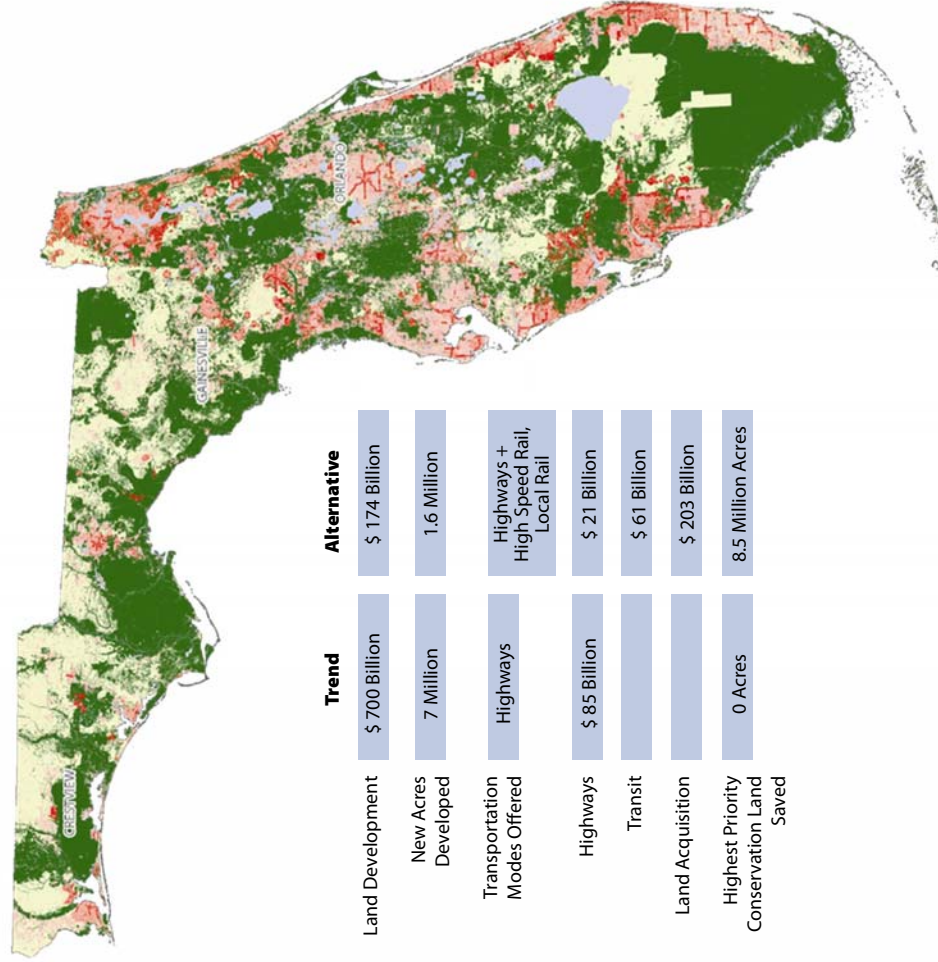 CRESTVIEW
GAINESVILLE
ORLANDO
Trend
Alternative
Land Development
$ 700 Billion
$ 174 Billion
New Acres
Developed
7 Million
1.6 Million
Transportation
Modes Offered
Highways
Highways +
High Speed Rail,
Local Rail
Highways
$ 85 Billion
$ 21 Billion
Transit
$ 61 Billion
Land Acquisition
$ 203 Billion
Highest Priority
Conservation Land
Saved
0 Acres
8.5 Million Acres